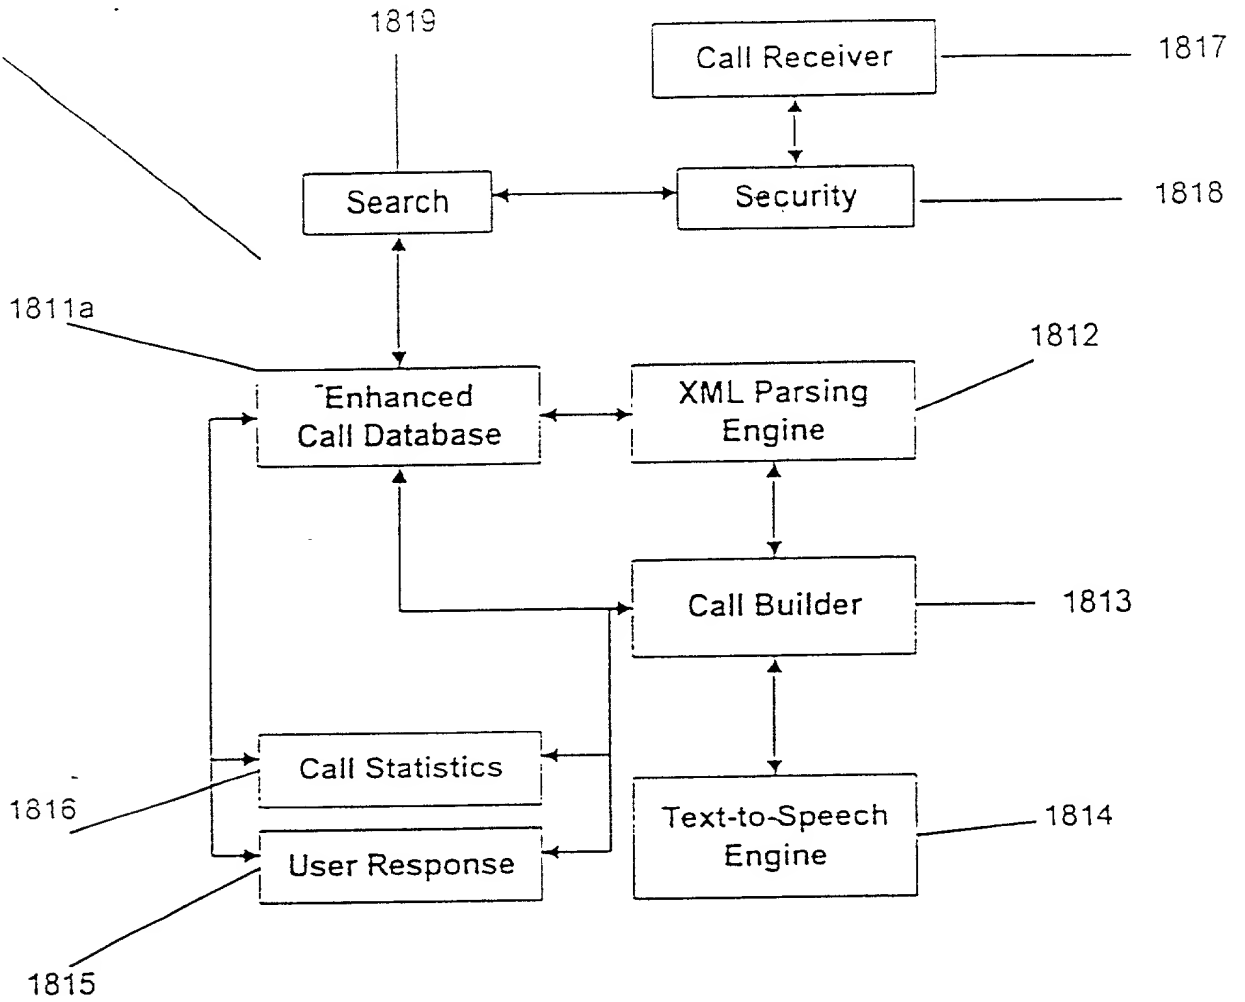 1819
Call Receiver
1817
Search
Security
1818
1811a
1812
Enhanced
Call Database
XML Parsing
Engine
Call Builder
1813
Call Statistics
1816
Text-to-Speech
Engine
1814
User Response
1815